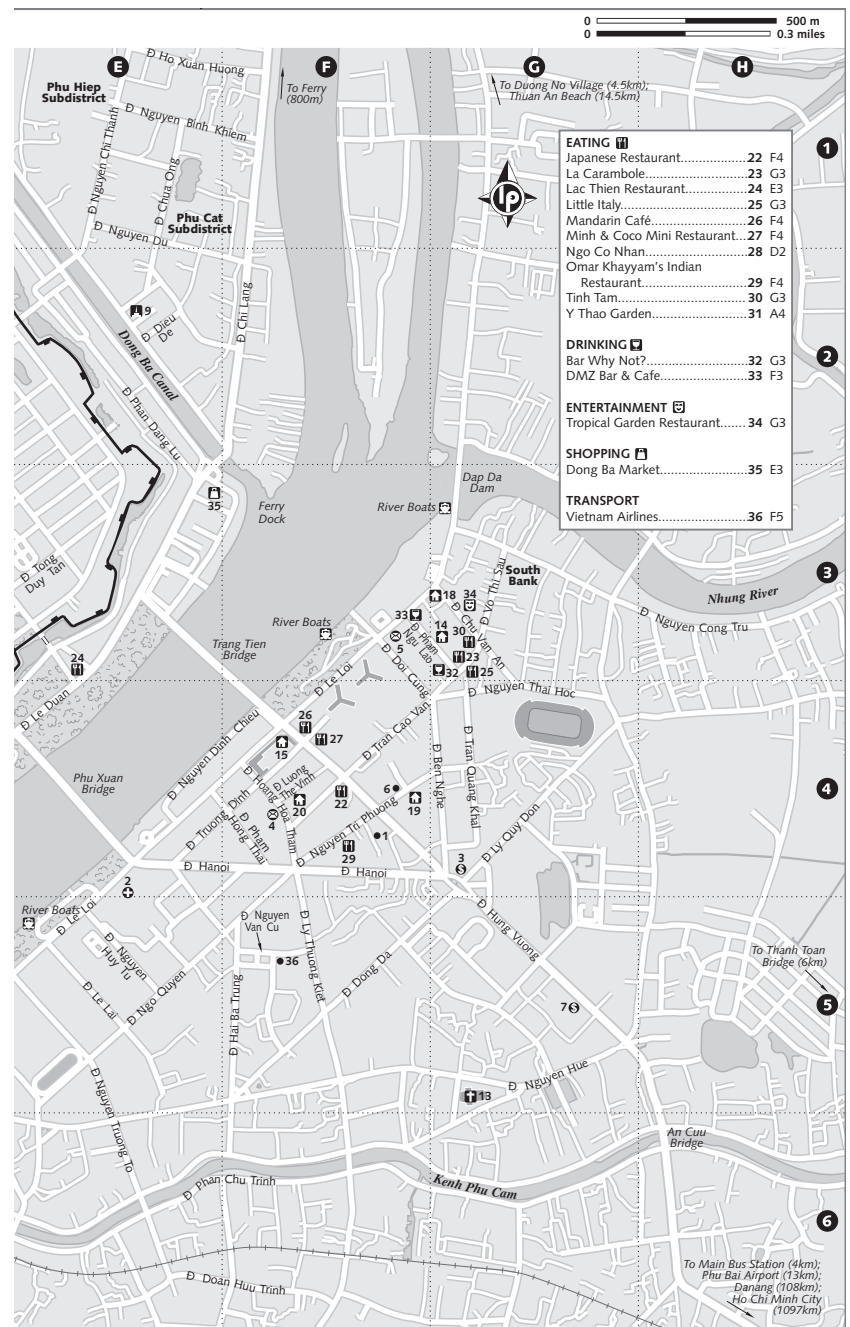 0 500 m
0 0.3 miles
E
F
G
H
1
2
3
4
5
6
Đ Ho Xuan Huong
Phu Hiep
Subdistrict
To Ferry
(800m)
To Duong No Village (4.5km);
Thuan An Beach (14.5km)
Đ Nguyen Binh Khiem
Đ Nguyen Chi Thanh
Đ Chua Ong
Phu Cat
Subdistrict
Đ Nguyen Du
lp
EATING
Japanese Restaurant.....................22 F4
La Carambole..............................23 G3
Lac Thien Restaurant....................24 E3
Little Italy....................................25 G3
Mandarin Café.............................26 F4
Minh & Coco Mini Restaurant...27 F4
Ngo Co Nhan..............................28 D2
Omar Khayyam's Indian
Restaurant.............................29 F4
Tinh Tam.....................................30 G3
Y Thao Garden............................31 A4
DRINKING
Bar Why Not?..............................32 G3
DMZ Bar & Cafe..........................33 F3
ENTERTAINMENT
Tropical Garden Restaurant.......34 G3
SHOPPING
Dong Ba Market..........................35 E3
TRANSPORT
Vietnam Airlines..........................36 F5
9
Đ Dieu
De
Đ Chi Lang
Dong Ba Canal
Đ Phan Dang Lu
35
Ferry
Dock
River Boats
Dap Da
Dam
Đ Tong
Duy Tan
South
Bank
Đ Vo Thi Sau
Nhung River
Đ Nguyen Cong Tru
18
34
33
River Boats
5
14
30
Đ Pham
Ngu Lao
Đ Chu Van An
23
32
25
Đ Doi Cung
Trang Tien
Bridge
24
Đ Le Duan
Đ Le Loi
Đ Nguyen Thai Hoc
26
27
15
Đ Nguyen Dinh Chieu
Đ Tran Cao Van
Đ Ben Nghe
Đ Tran Quang Khai
Phu Xuan
Bridge
Đ Luong
The Vinh
Đ Hoang Hoa Tham
20
22
6
19
4
Đ Truong Dinh
Đ Pham
Hong Thai
Đ Nguyen Tri Phuong
1
29
Đ Ly Quy Don
3
Đ Hanoi
Đ Hanoi
2
River Boats
Đ Le Loi
Đ Nguyen
Van Cu
Đ Ly Thuong Kiet
Đ Hung Vuong
Đ Nguyen
Huy Tu
36
Đ Dong Da
To Thanh Toan
Bridge (6km)
Đ Le Lai
Đ Ngo Quyen
Đ Hai Ba Trung
7
Đ Nguyen Hue
13
Đ Nguyen Truong To
An Cuu
Bridge
Đ Phan Chu Trinh
Kenh Phu Cam
Đ Doan Huu Trinh
To Main Bus Station (4km);
Phu Bai Airport (13km);
Danang (108km);
Ho Chi Minh City
(1097km)